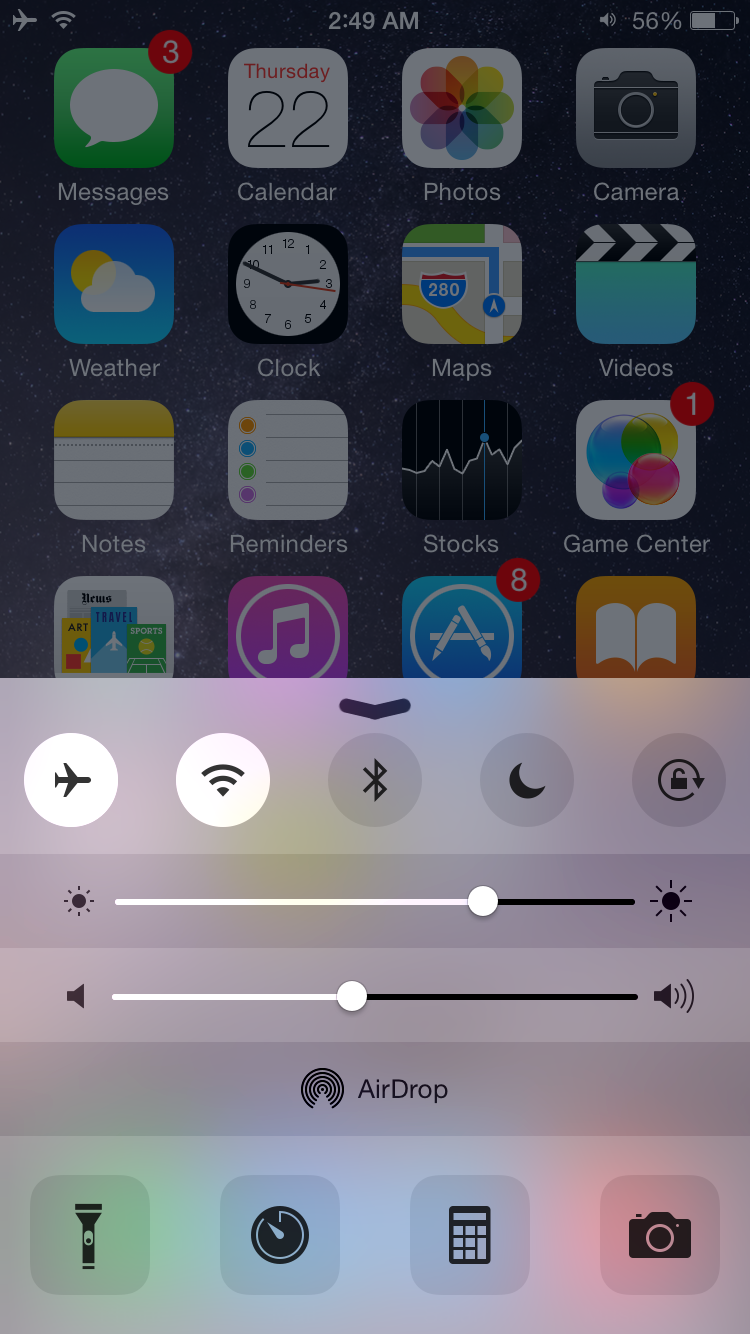 2:49 AM 56%
3
Thursday
22
Messages Calendar Photos Camera
12
11 1
10 2
9 3
8 4
7 5
6
280
Weather Clock Maps Videos
1
Notes Reminders Stocks Game Center
8
News
TRAVEL
ART
SPORTS
AirDrop